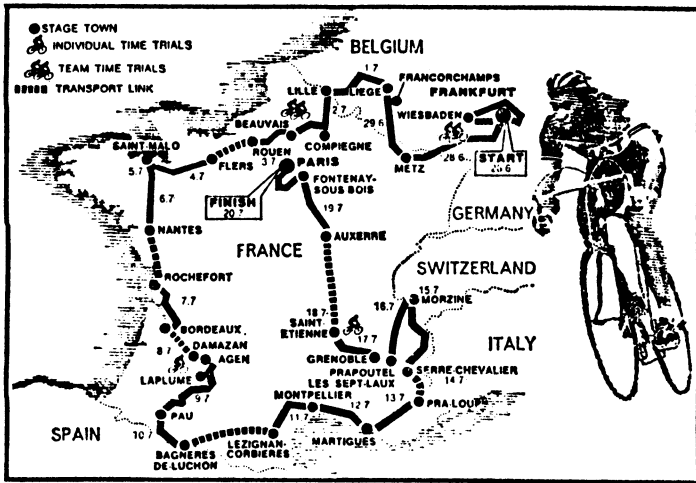 STAGE TOWN
INDIVIDUAL TIME TRIALS
TEAM TIME TRIALS
TRANSPORT LINK
BELGIUM
1.7
FRANCORCHAMPS
FRANKFURT
LILLE
LIEGE
WIESBADEN
BEAUVAIS
2.7
29.6
SAINT-MALO
ROUEN
COMPIEGNE
START
5.7
4.7
FLERS
3.7
PARIS
METZ
28.6
FONTENAY-
SOUS BOIS
6.7
FINISH
20.7
19.7
GERMANY
NANTES
AUXERRE
FRANCE
SWITZERLAND
ROCHEFORT
15.7
7.7
18.7
16.7
MORZINE
BORDEAUX
SAINT-
ETIENNE
17.7
ITALY
8.7
DAMAZAN
AGEN
GRENOBLE
PRAPOUTEL
LES SEPT-LAUX
SERRE-CHEVALIER
14.7
LAPLUME
9.7
MONTPELLIER
13.7
11.7
12.7
PRA-LOUP
PAU
SPAIN
10.7
LEZIGNAN-
CORBIERES
MARTIGUES
BAGNERES
DE-LUCHON